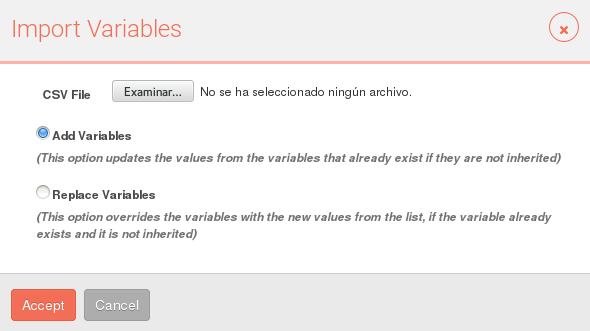 Import Variables
CSV File Examinar... No se ha seleccionado ningún archivo.
Add Variables
(This option updates the values from the variables that already exist if they are not inherited)
Replace Variables
(This option overrides the variables with the new values from the list, if the variable already
exists and it is not inherited)
Accept Cancel